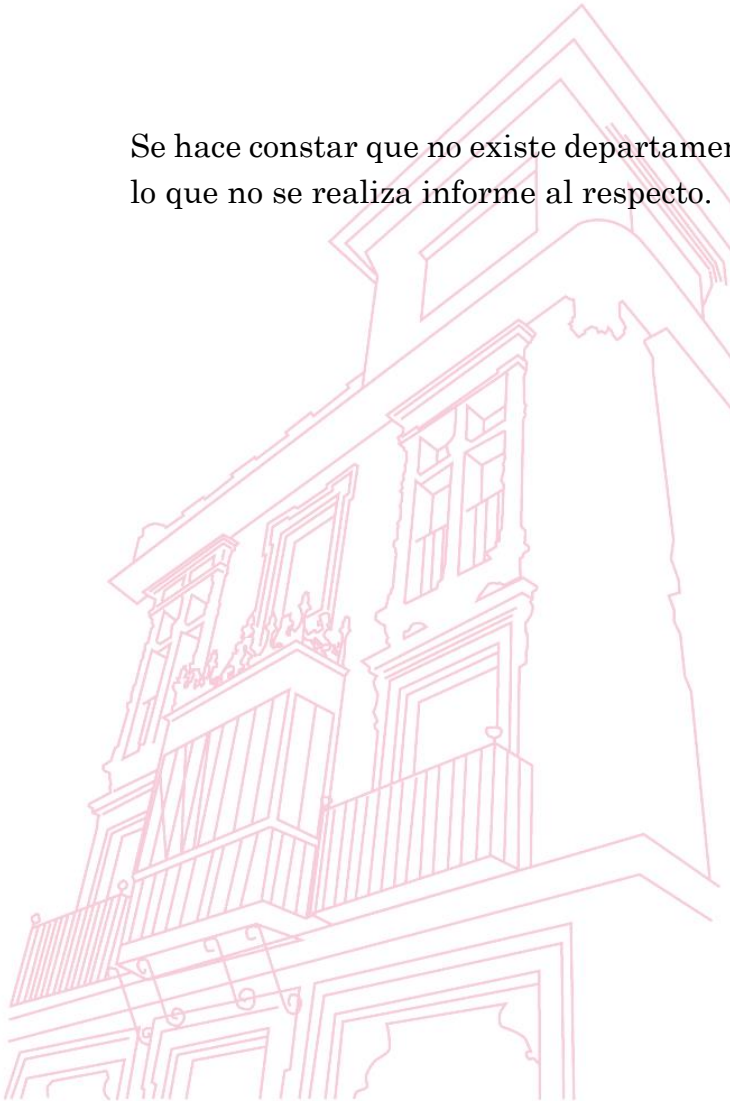 Se hace constar que no existe departamen
lo que no se realiza informe al respecto.